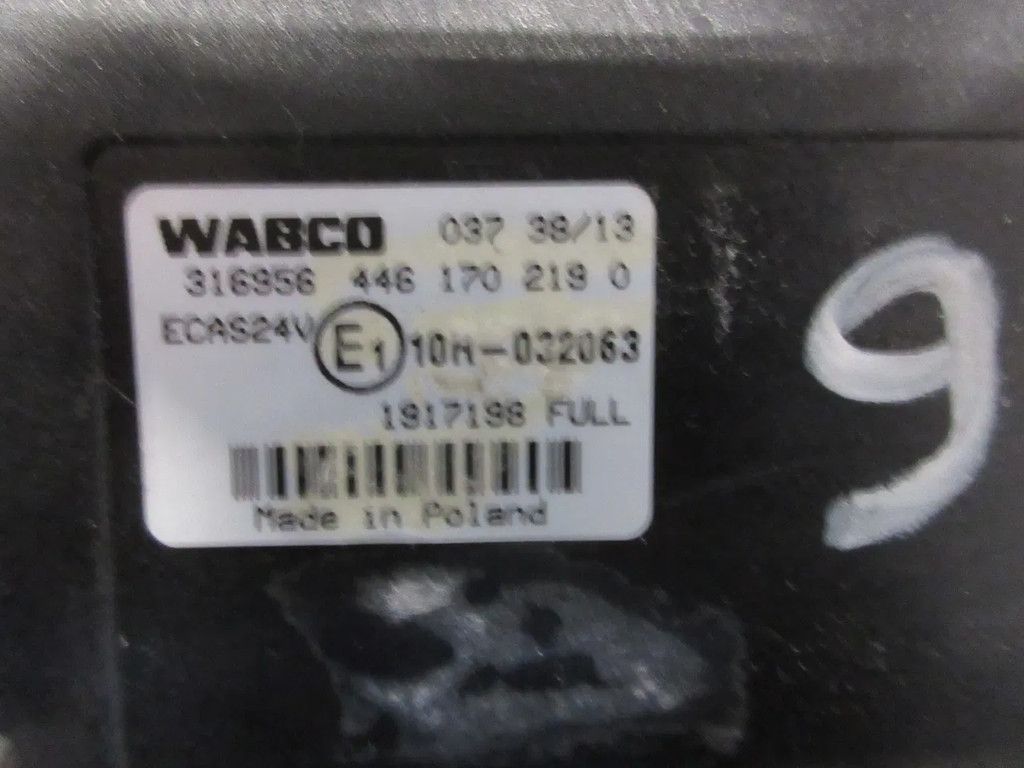 WABCO 037 38/13
316956 446 170 219 0
ECAS24V E1 10R-032063
1917198 FULL
Made in Poland
9